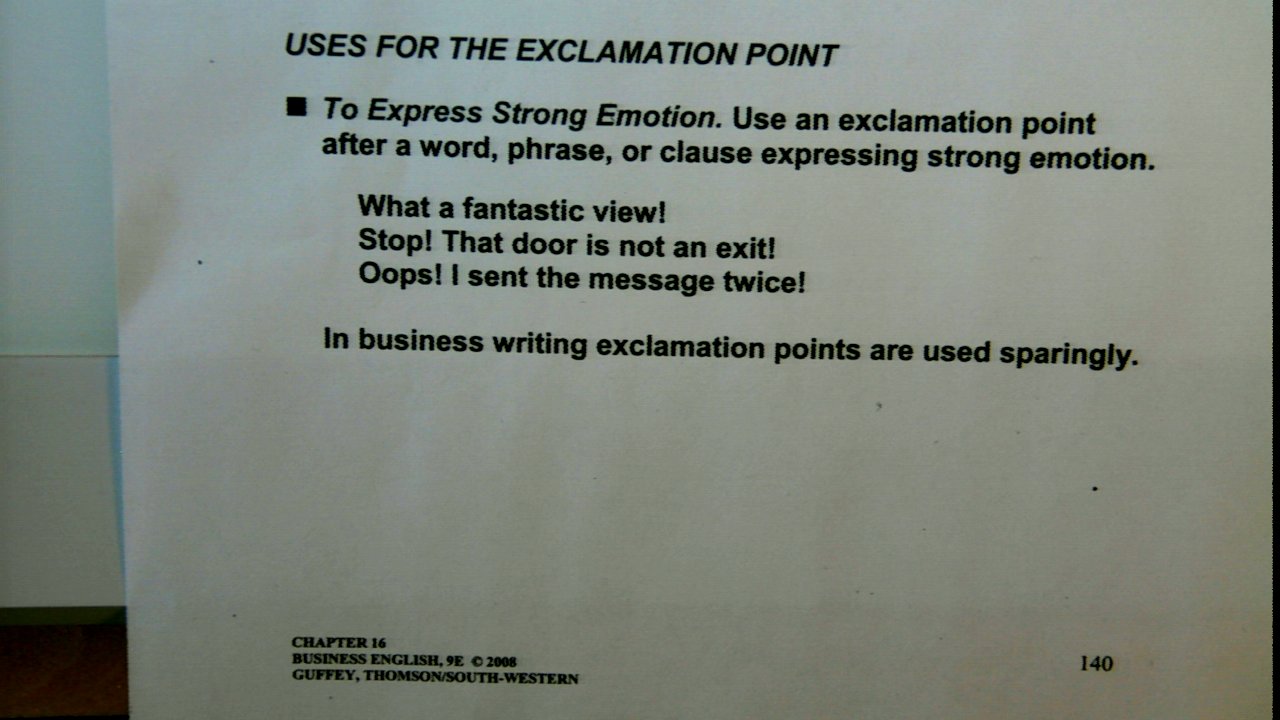 USES FOR THE EXCLAMATION POINT
■ To Express Strong Emotion. Use an exclamation point
after a word, phrase, or clause expressing strong emotion.
What a fantastic view!
Stop! That door is not an exit!
Oops! I sent the message twice!
In business writing exclamation points are used sparingly.
CHAPTER 16
BUSINESS ENGLISH, 9E © 2008
GUFFEY, THOMSON/SOUTH-WESTERN
140